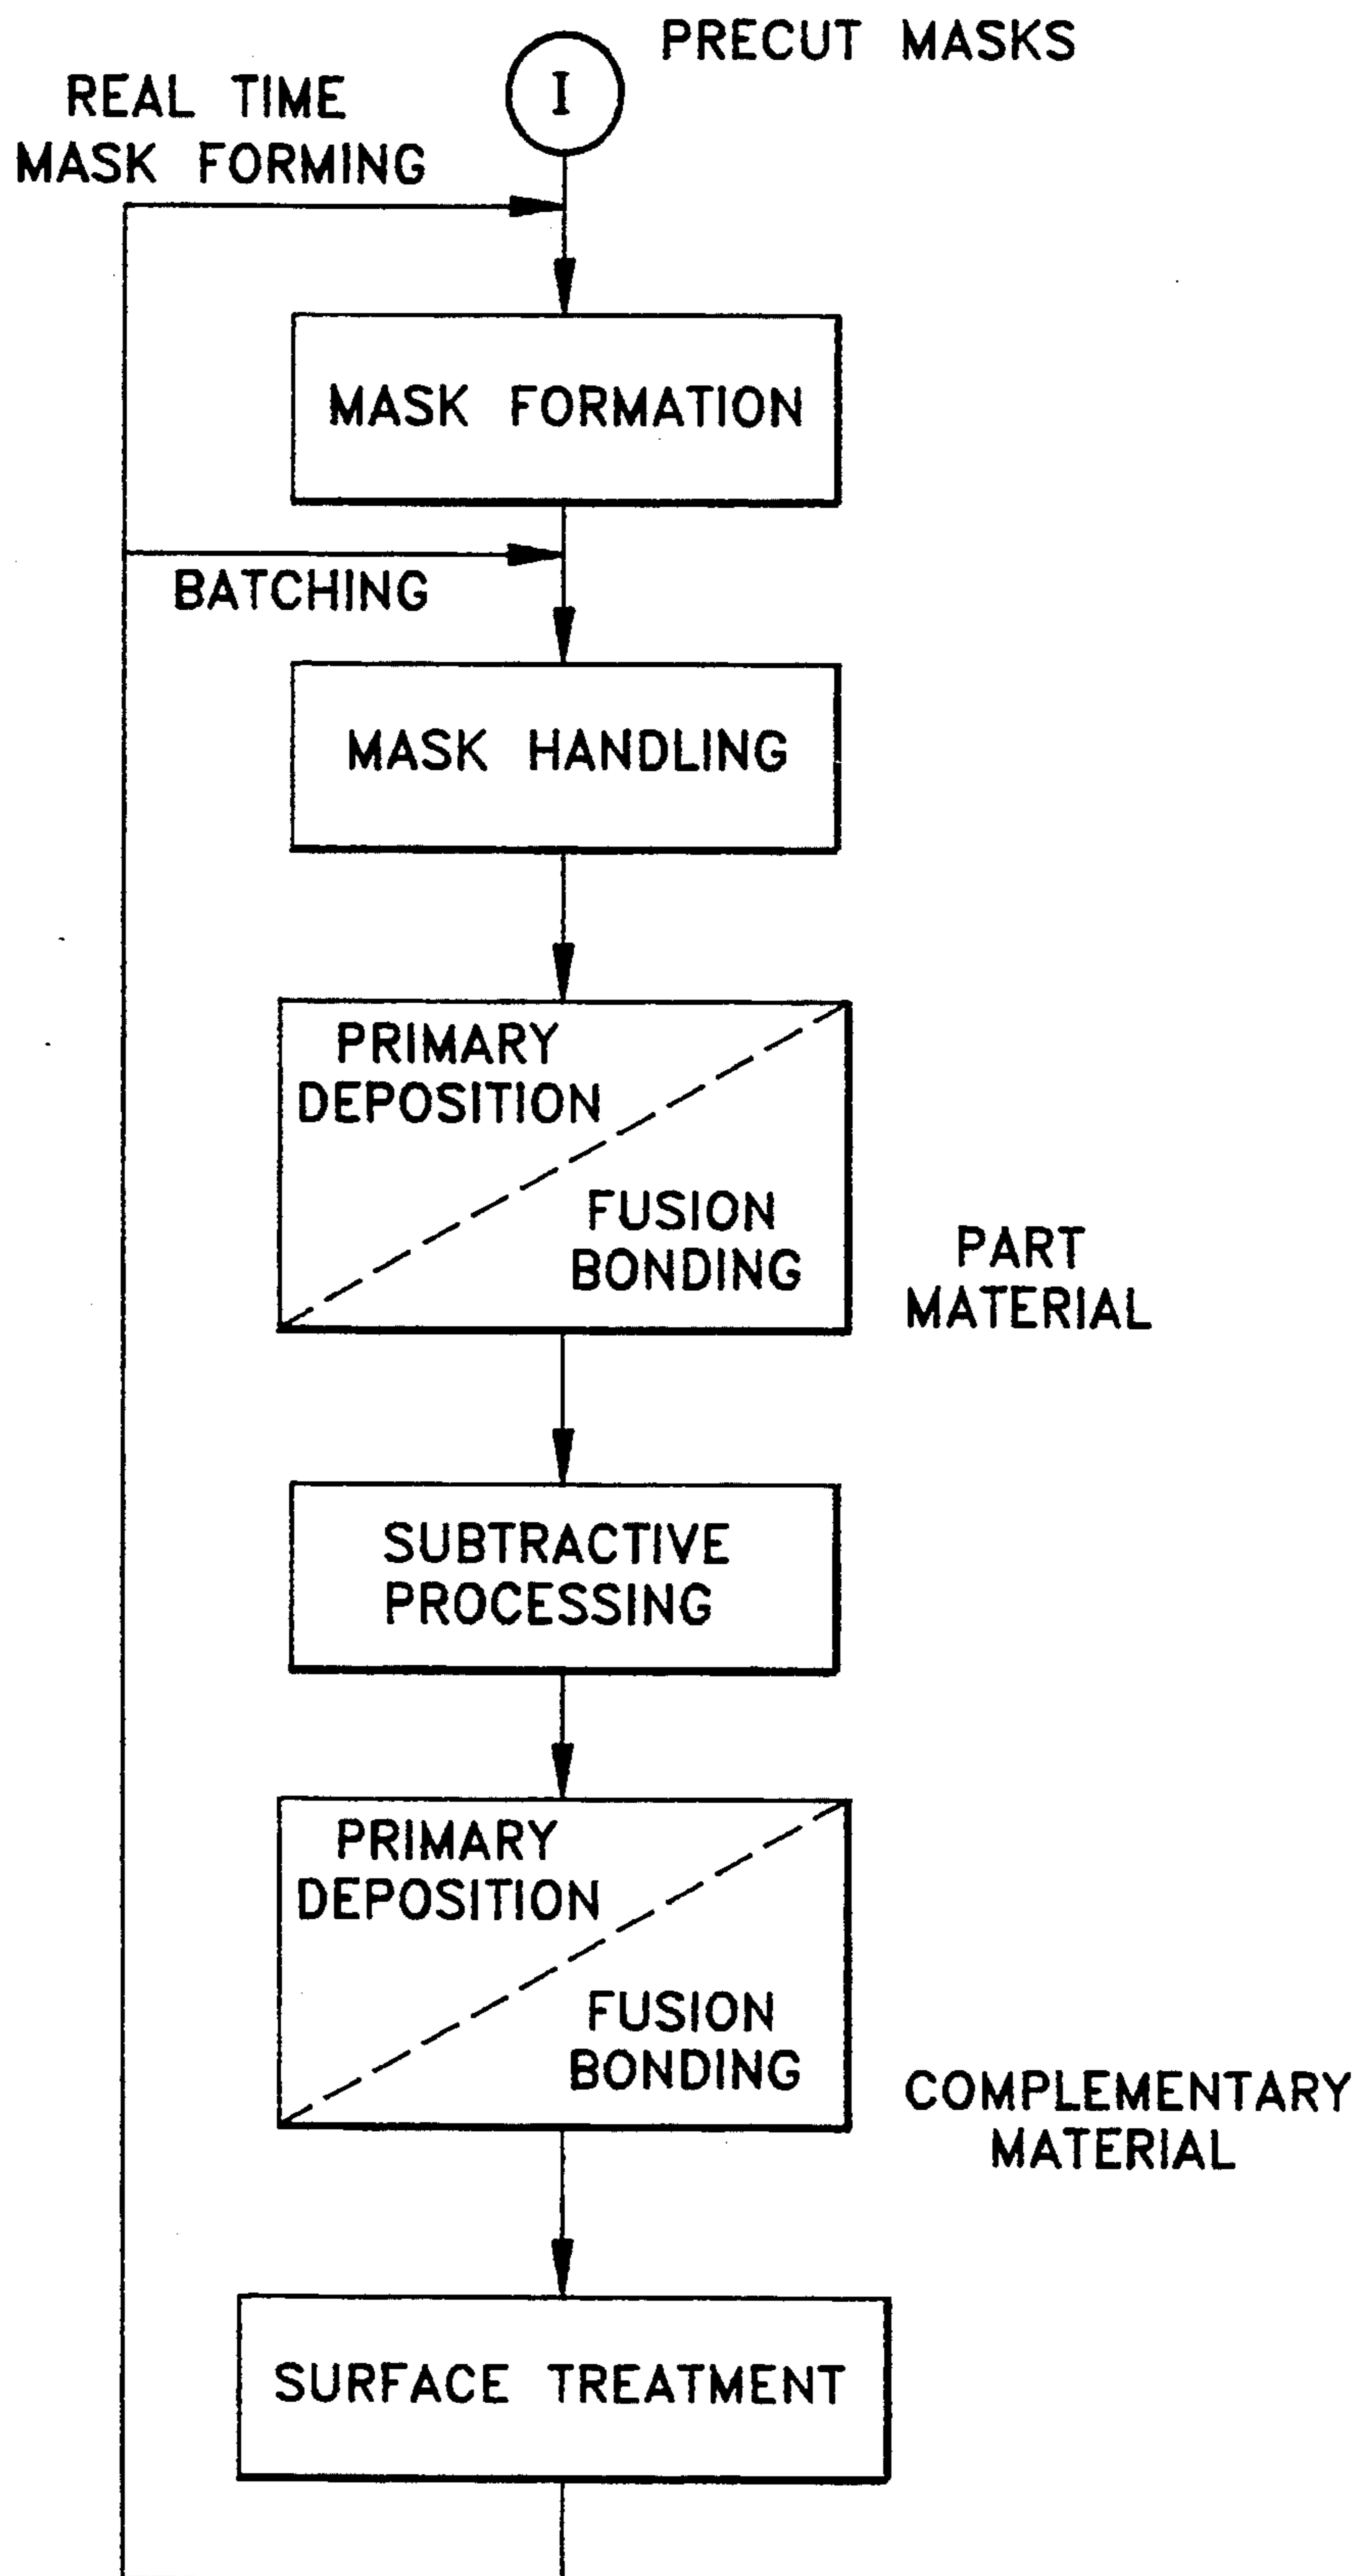 PRECUT MASKS
I
REAL TIME
MASK FORMING
MASK FORMATION
BATCHING
MASK HANDLING
PRIMARY
DEPOSITION
FUSION
BONDING
PART
MATERIAL
SUBTRACTIVE
PROCESSING
PRIMARY
DEPOSITION
FUSION
BONDING
COMPLEMENTARY
MATERIAL
SURFACE TREATMENT